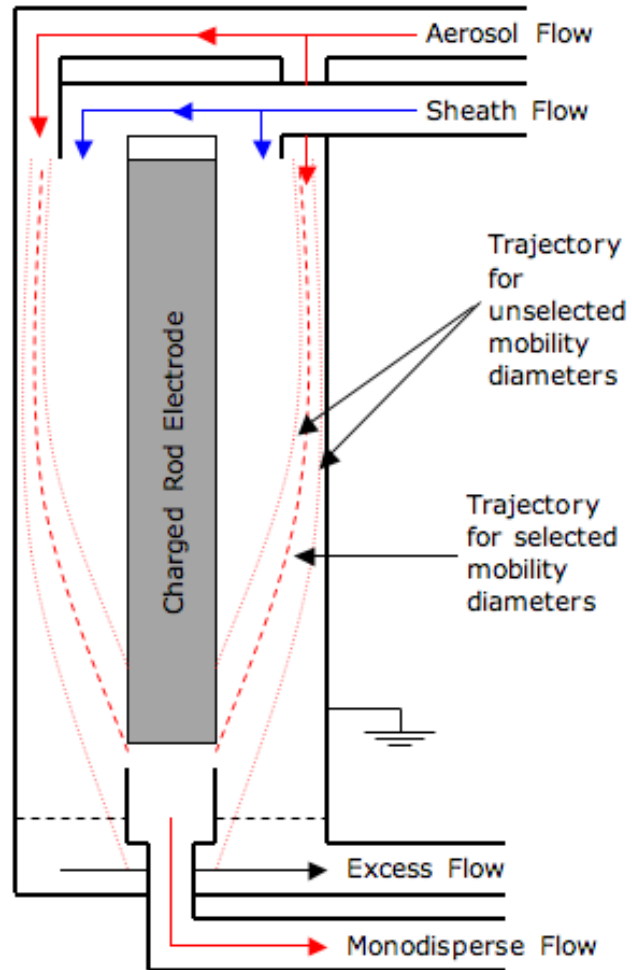 Aerosol Flow
Sheath Flow
Trajectory
for
unselected
mobility
diameters
Charged Rod Electrode
Trajectory
for selected
mobility
diameters
Excess Flow
Monodisperse Flow